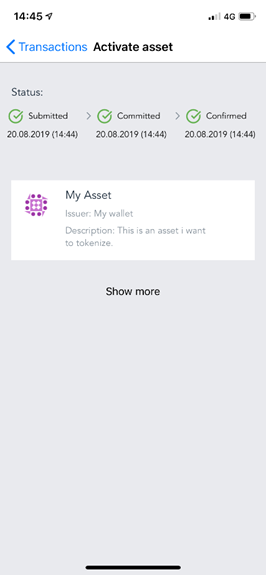 14:45 4G
Transactions Activate asset
Status:
Submitted Committed Confirmed
20.08.2019 (14:44) 20.08.2019 (14:44) 20.08.2019 (14:44)
My Asset
Issuer: My wallet
Description: This is an asset i want
to tokenize.
Show more